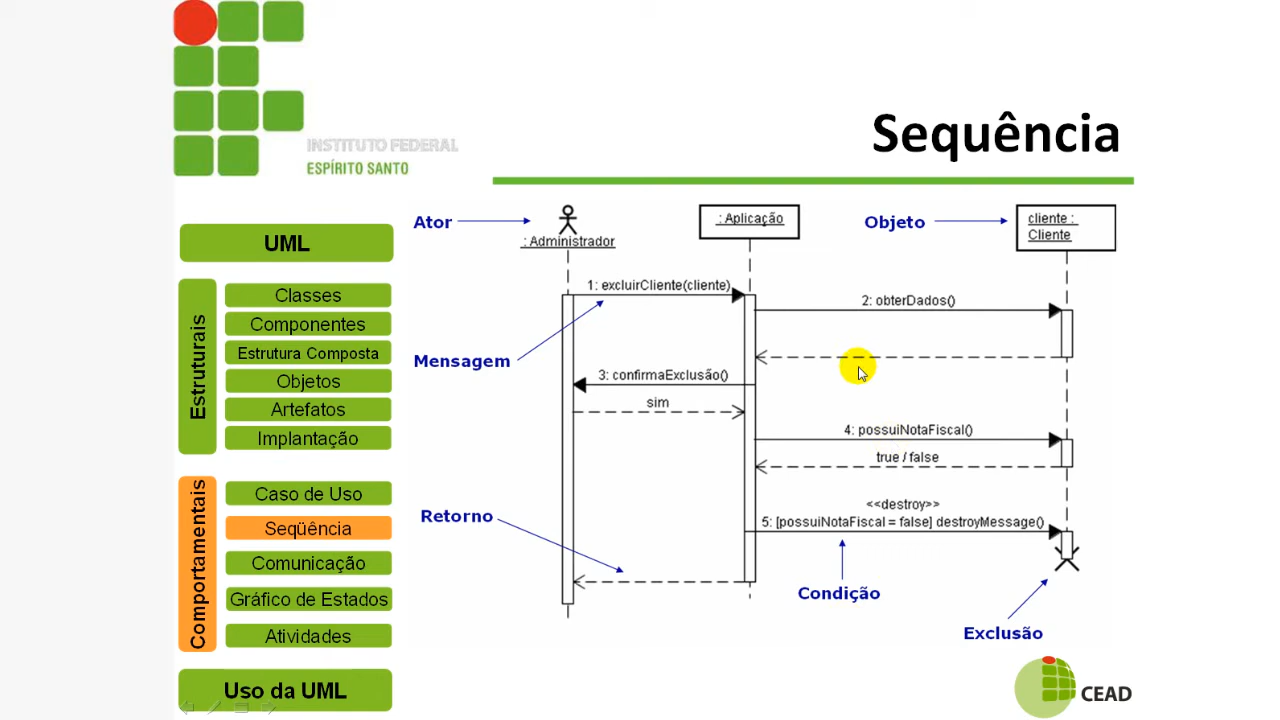 INSTITUTO FEDERAL
ESPÍRITO SANTO
Sequência
UML
Estruturais
Classes
Componentes
Estrutura Composta
Objetos
Artefatos
Implantação
Comportamentais
Caso de Uso
Seqüência
Comunicação
Gráfico de Estados
Atividades
Uso da UML
Ator
: Administrador
: Aplicação
Objeto
cliente :
Cliente
1: excluirCliente(cliente)
2: obterDados()
Mensagem
3: confirmaExclusão()
sim
4: possuiNotaFiscal()
true / false
<<destroy>>
5: [possuiNotaFiscal = false] destroyMessage()
Retorno
Condição
Exclusão
CEAD